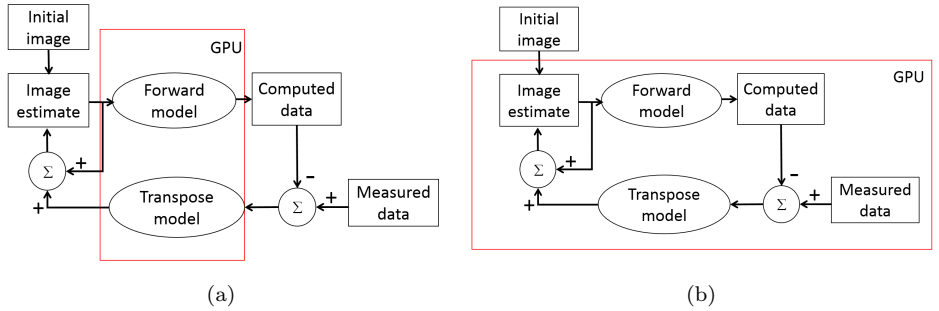 Initial
image
GPU
Image
estimate
Forward
model
Computed
data
+
Σ
−
Transpose
model
+
Σ
+
Measured
data
(a)
Initial
image
GPU
Image
estimate
Forward
model
Computed
data
+
Σ
−
Transpose
model
+
Σ
+
Measured
data
(b)